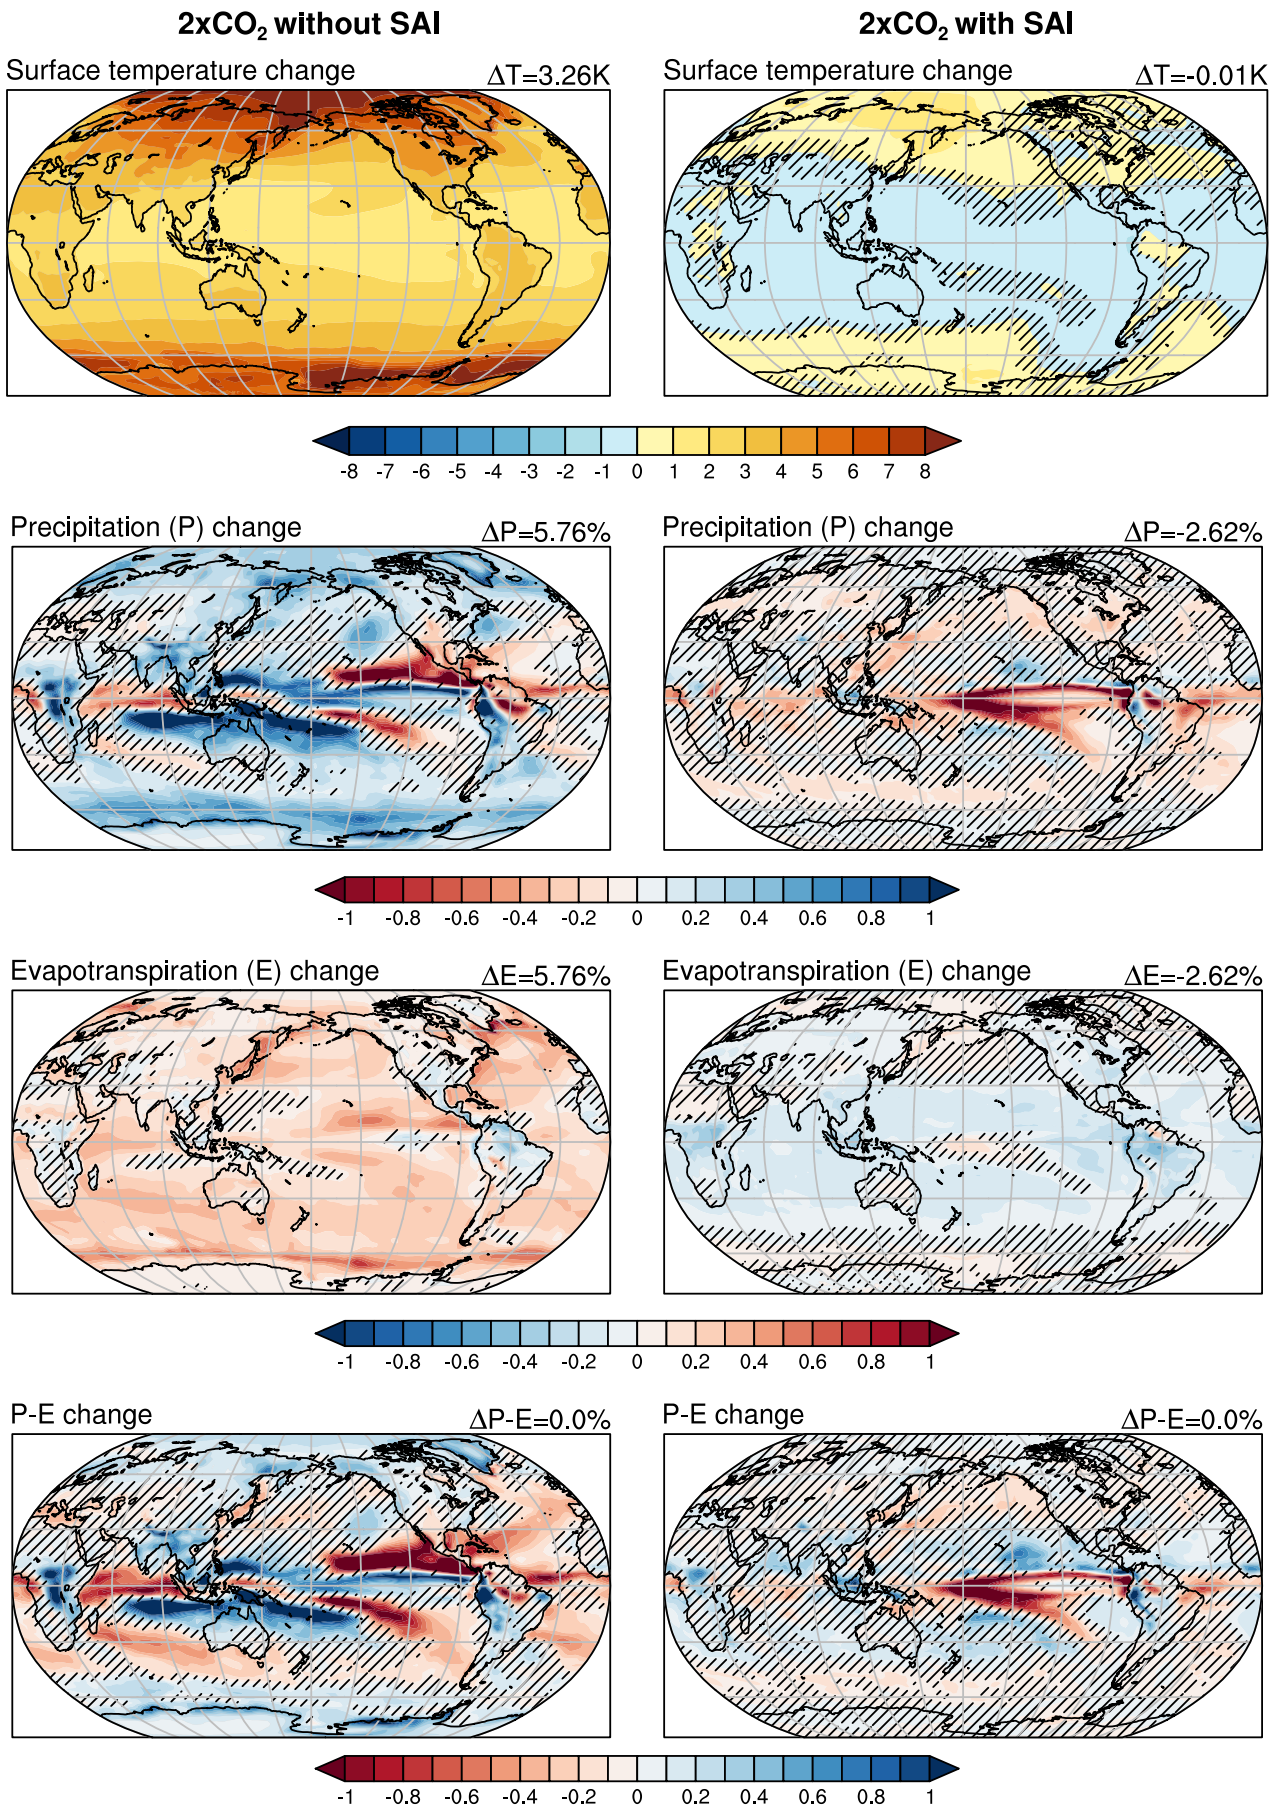 2xCO₂ without SAI 2xCO₂ with SAI
Surface temperature change ΔT=3.26K Surface temperature change ΔT=-0.01K
-8 -7 -6 -5 -4 -3 -2 -1 0 1 2 3 4 5 6 7 8
Precipitation (P) change ΔP=5.76% Precipitation (P) change ΔP=-2.62%
-1 -0.8 -0.6 -0.4 -0.2 0 0.2 0.4 0.6 0.8 1
Evapotranspiration (E) change ΔE=5.76% Evapotranspiration (E) change ΔE=-2.62%
-1 -0.8 -0.6 -0.4 -0.2 0 0.2 0.4 0.6 0.8 1
P-E change ΔP-E=0.0% P-E change ΔP-E=0.0%
-1 -0.8 -0.6 -0.4 -0.2 0 0.2 0.4 0.6 0.8 1